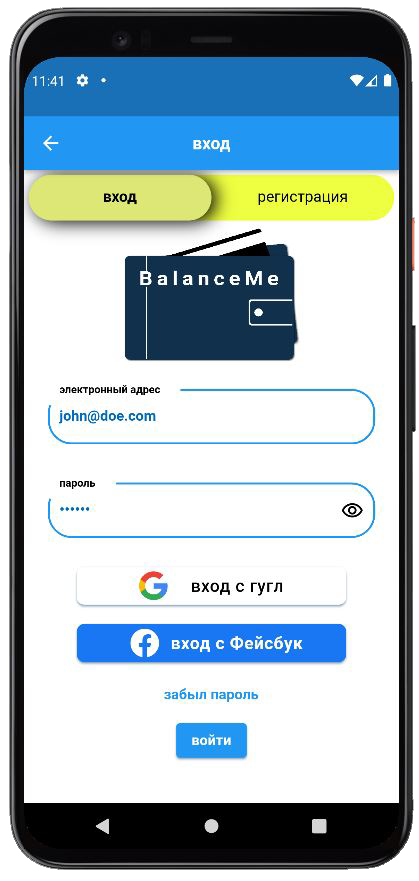 11:41
вход
вход
регистрация
BalanceMe
электронный адрес
john@doe.com
пароль
••••••
вход с гугл
вход с Фейсбук
забыл пароль
войти